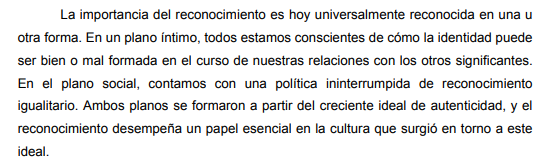 La importancia del reconocimiento es hoy universalmente reconocida en una u
otra forma. En un plano íntimo, todos estamos conscientes de cómo la identidad puede
ser bien o mal formada en el curso de nuestras relaciones con los otros significantes.
En el plano social, contamos con una política ininterrumpida de reconocimiento
igualitario. Ambos planos se formaron a partir del creciente ideal de autenticidad, y el
reconocimiento desempeña un papel esencial en la cultura que surgió en torno a este
ideal.